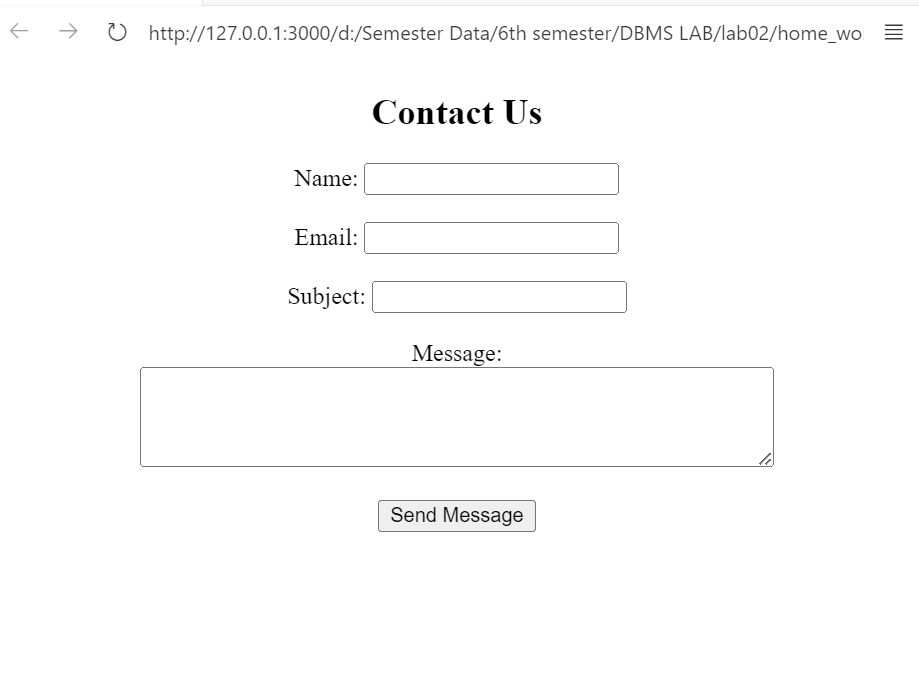 http://127.0.0.1:3000/d:/Semester Data/6th semester/DBMS LAB/lab02/home_wo
Contact Us
Name:
Email:
Subject:
Message:
Send Message